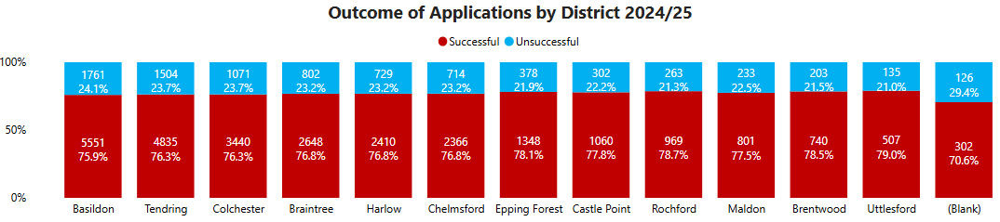 Outcome of Applications by District 2024/25
Successful Unsuccessful
100%
1761 1504 1071 802 729 714 378 302 263 233 203 135 126
24.1% 23.7% 23.7% 23.2% 23.2% 23.2% 21.9% 22.2% 21.3% 22.5% 21.5% 21.0% 29.4%
50%
5551 4835 3440 2648 2410 2366 1348 1060 969 801 740 507 302
75.9% 76.3% 76.3% 76.8% 76.8% 76.8% 78.1% 77.8% 78.7% 77.5% 78.5% 79.0% 70.6%
0%
Basildon Tendring Colchester Braintree Harlow Chelmsford Epping Forest Castle Point Rochford Maldon Brentwood Uttlesford (Blank)